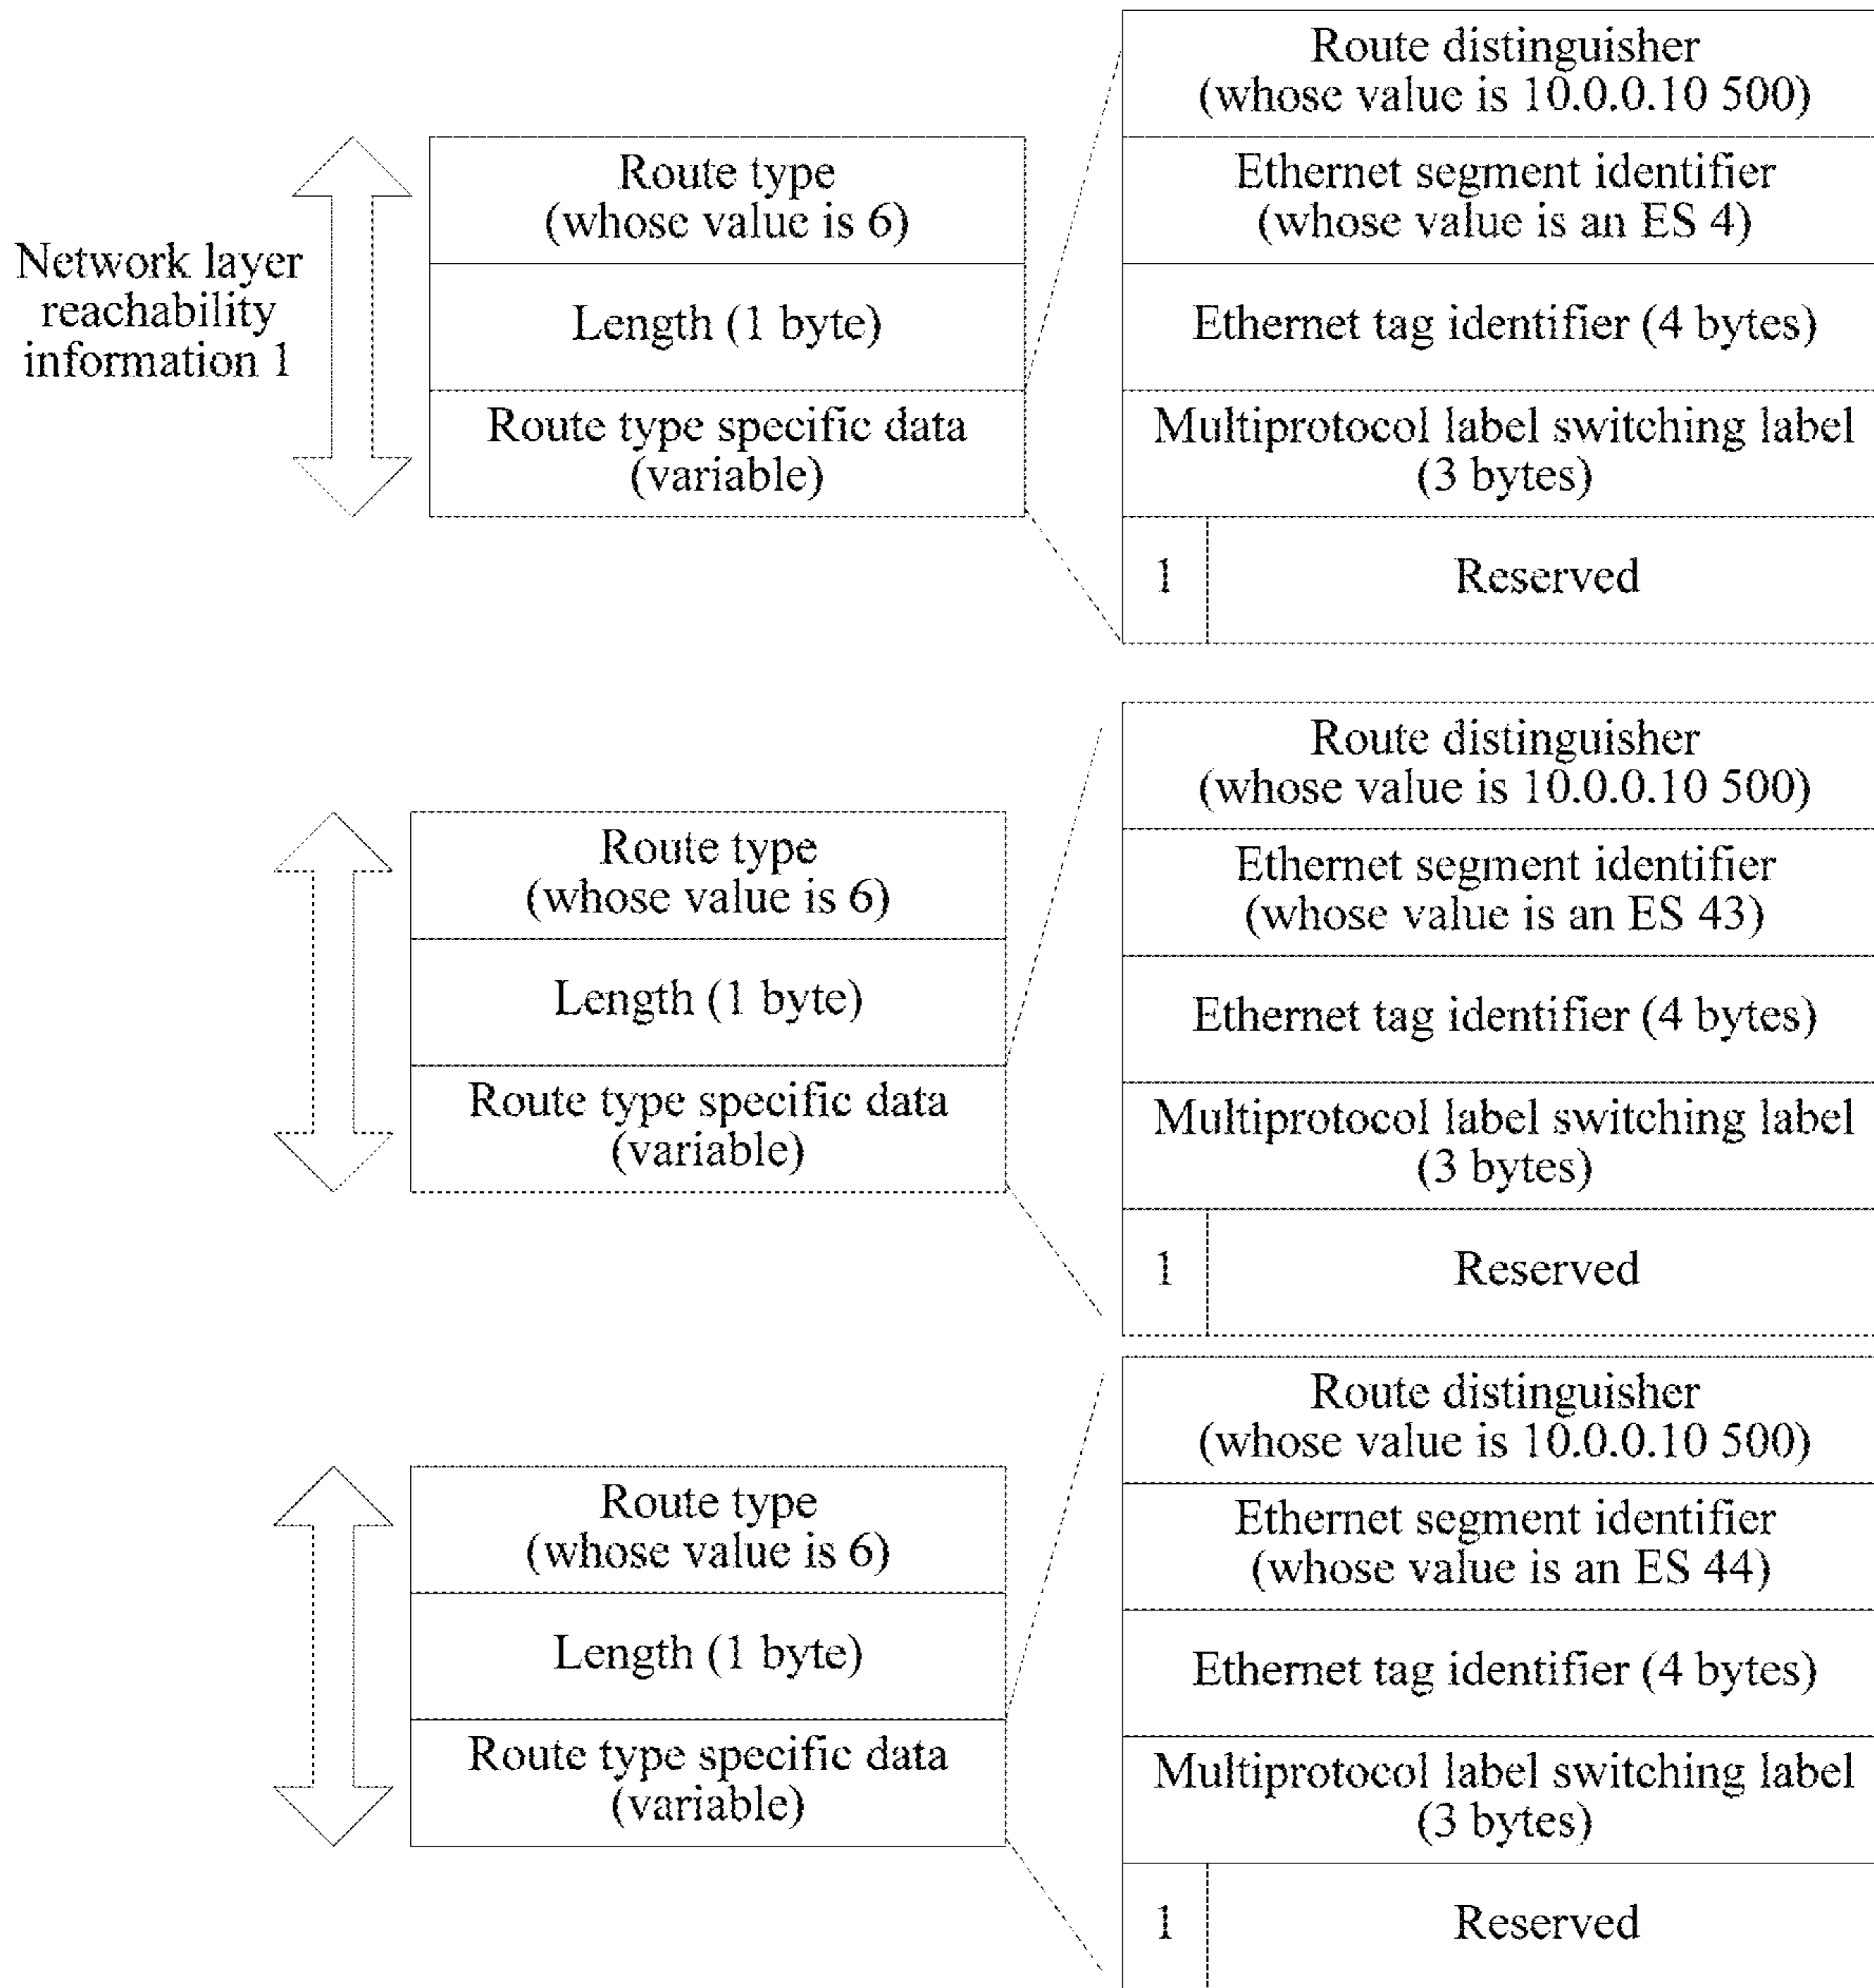 Network layer
reachability
information 1
Route type
(whose value is 6)
Length (1 byte)
Route type specific data
(variable)
Route distinguisher
(whose value is 10.0.0.10 500)
Ethernet segment identifier
(whose value is an ES 4)
Ethernet tag identifier (4 bytes)
Multiprotocol label switching label
(3 bytes)
1 Reserved
Route type
(whose value is 6)
Length (1 byte)
Route type specific data
(variable)
Route distinguisher
(whose value is 10.0.0.10 500)
Ethernet segment identifier
(whose value is an ES 43)
Ethernet tag identifier (4 bytes)
Multiprotocol label switching label
(3 bytes)
1 Reserved
Route type
(whose value is 6)
Length (1 byte)
Route type specific data
(variable)
Route distinguisher
(whose value is 10.0.0.10 500)
Ethernet segment identifier
(whose value is an ES 44)
Ethernet tag identifier (4 bytes)
Multiprotocol label switching label
(3 bytes)
1 Reserved